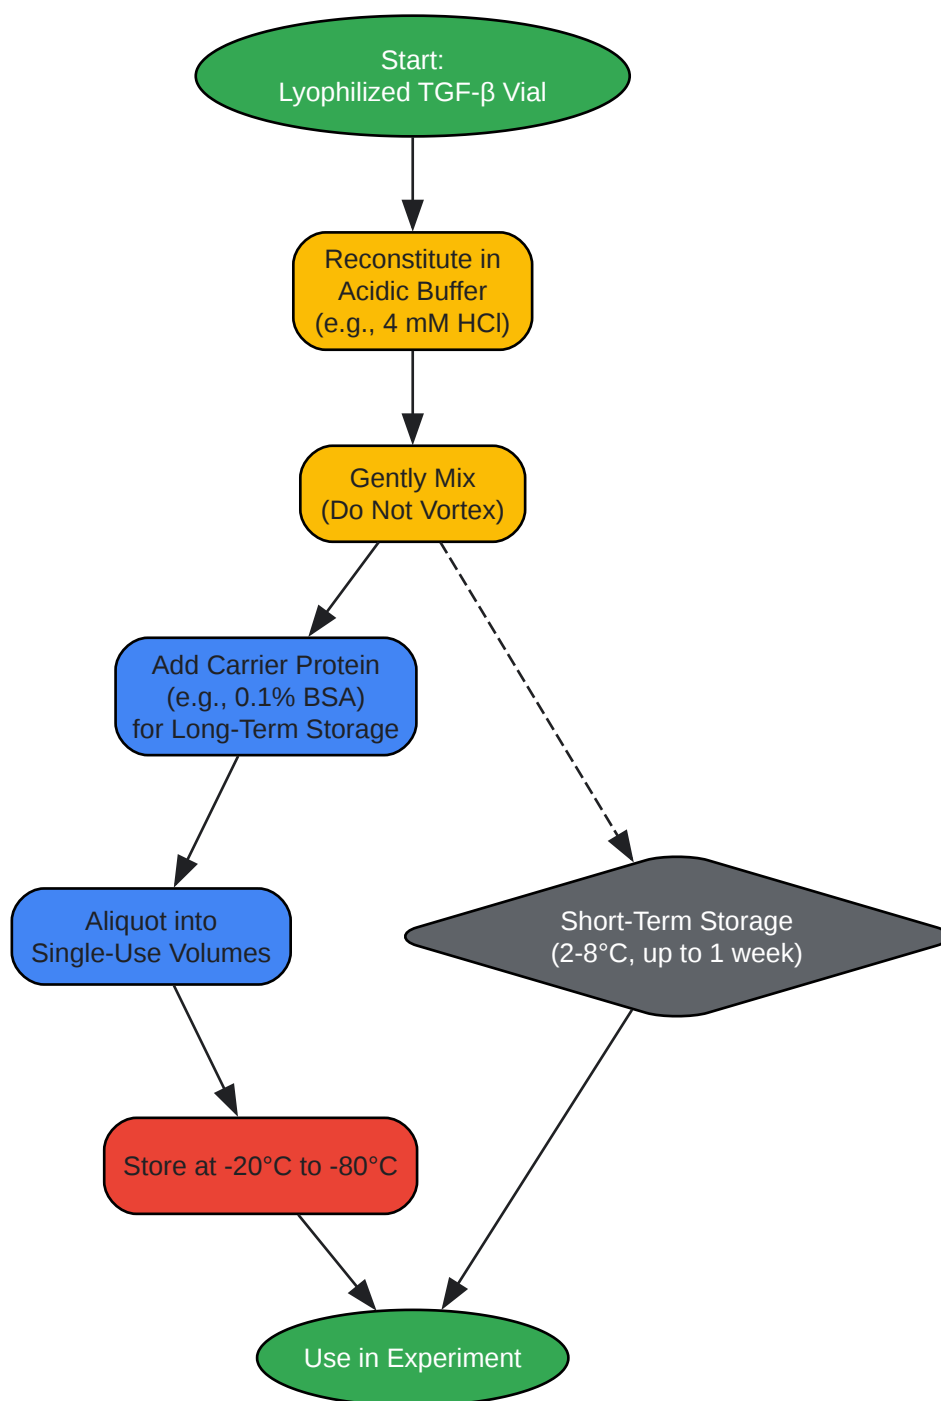 Start:
Lyophilized TGF-β Vial
Reconstitute in
Acidic Buffer
(e.g., 4 mM HCl)
Gently Mix
(Do Not Vortex)
Add Carrier Protein
(e.g., 0.1% BSA)
for Long-Term Storage
Aliquot into
Single-Use Volumes
Short-Term Storage
(2-8°C, up to 1 week)
Store at -20°C to -80°C
Use in Experiment